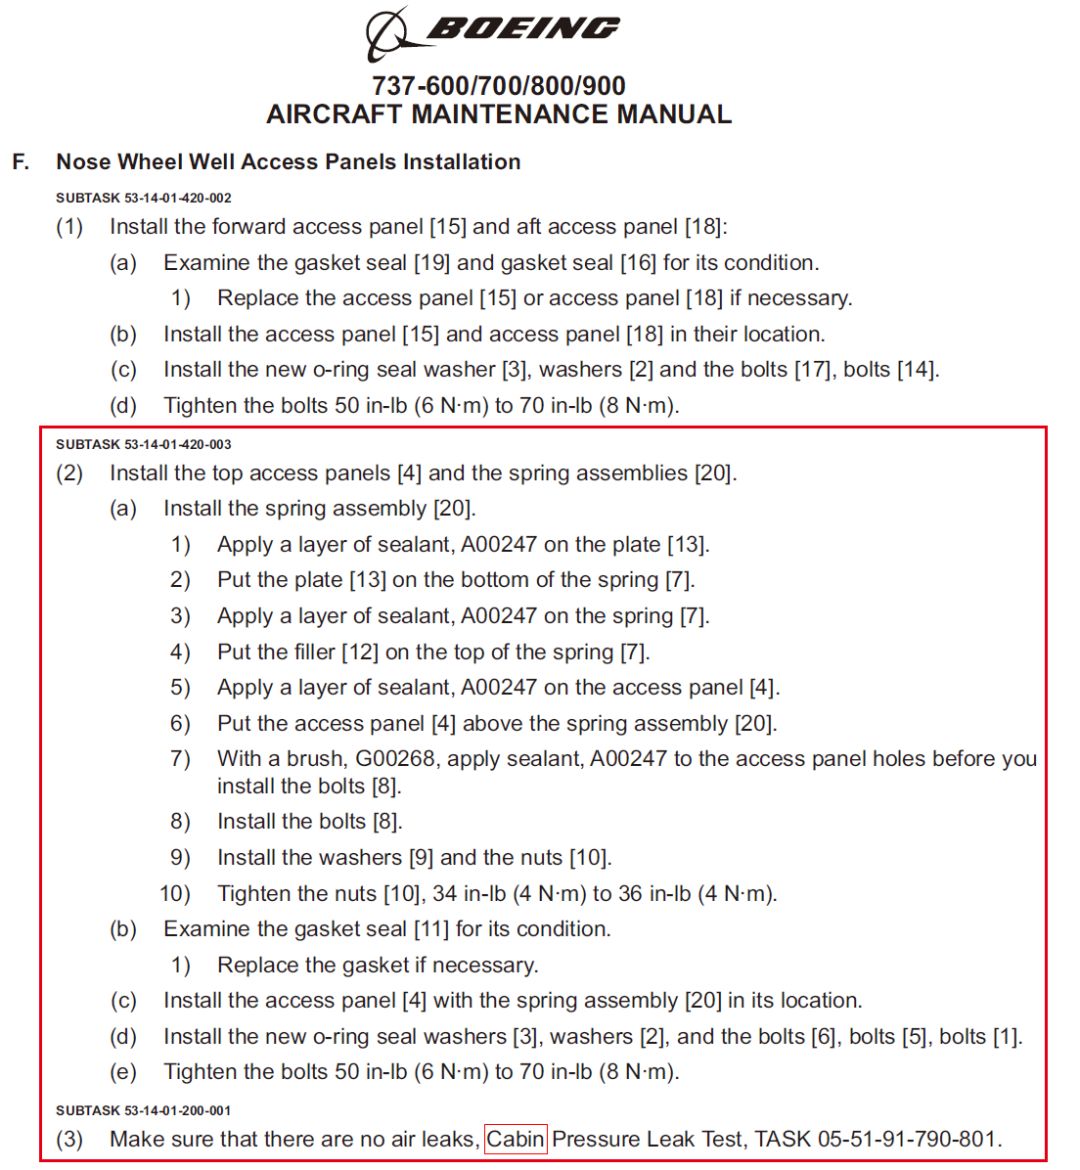 BOEING
737-600/700/800/900
AIRCRAFT MAINTENANCE MANUAL
F. Nose Wheel Well Access Panels Installation
SUBTASK 53-14-01-420-002
(1) Install the forward access panel [15] and aft access panel [18]:
(a) Examine the gasket seal [19] and gasket seal [16] for its condition.
1) Replace the access panel [15] or access panel [18] if necessary.
(b) Install the access panel [15] and access panel [18] in their location.
(c) Install the new o-ring seal washer [3], washers [2] and the bolts [17], bolts [14].
(d) Tighten the bolts 50 in-lb (6 N·m) to 70 in-lb (8 N·m).
SUBTASK 53-14-01-420-003
(2) Install the top access panels [4] and the spring assemblies [20].
(a) Install the spring assembly [20].
1) Apply a layer of sealant, A00247 on the plate [13].
2) Put the plate [13] on the bottom of the spring [7].
3) Apply a layer of sealant, A00247 on the spring [7].
4) Put the filler [12] on the top of the spring [7].
5) Apply a layer of sealant, A00247 on the access panel [4].
6) Put the access panel [4] above the spring assembly [20].
7) With a brush, G00268, apply sealant, A00247 to the access panel holes before you
install the bolts [8].
8) Install the bolts [8].
9) Install the washers [9] and the nuts [10].
10) Tighten the nuts [10], 34 in-lb (4 N·m) to 36 in-lb (4 N·m).
(b) Examine the gasket seal [11] for its condition.
1) Replace the gasket if necessary.
(c) Install the access panel [4] with the spring assembly [20] in its location.
(d) Install the new o-ring seal washers [3], washers [2], and the bolts [6], bolts [5], bolts [1].
(e) Tighten the bolts 50 in-lb (6 N·m) to 70 in-lb (8 N·m).
SUBTASK 53-14-01-200-001
(3) Make sure that there are no air leaks, Cabin Pressure Leak Test, TASK 05-51-91-790-801.